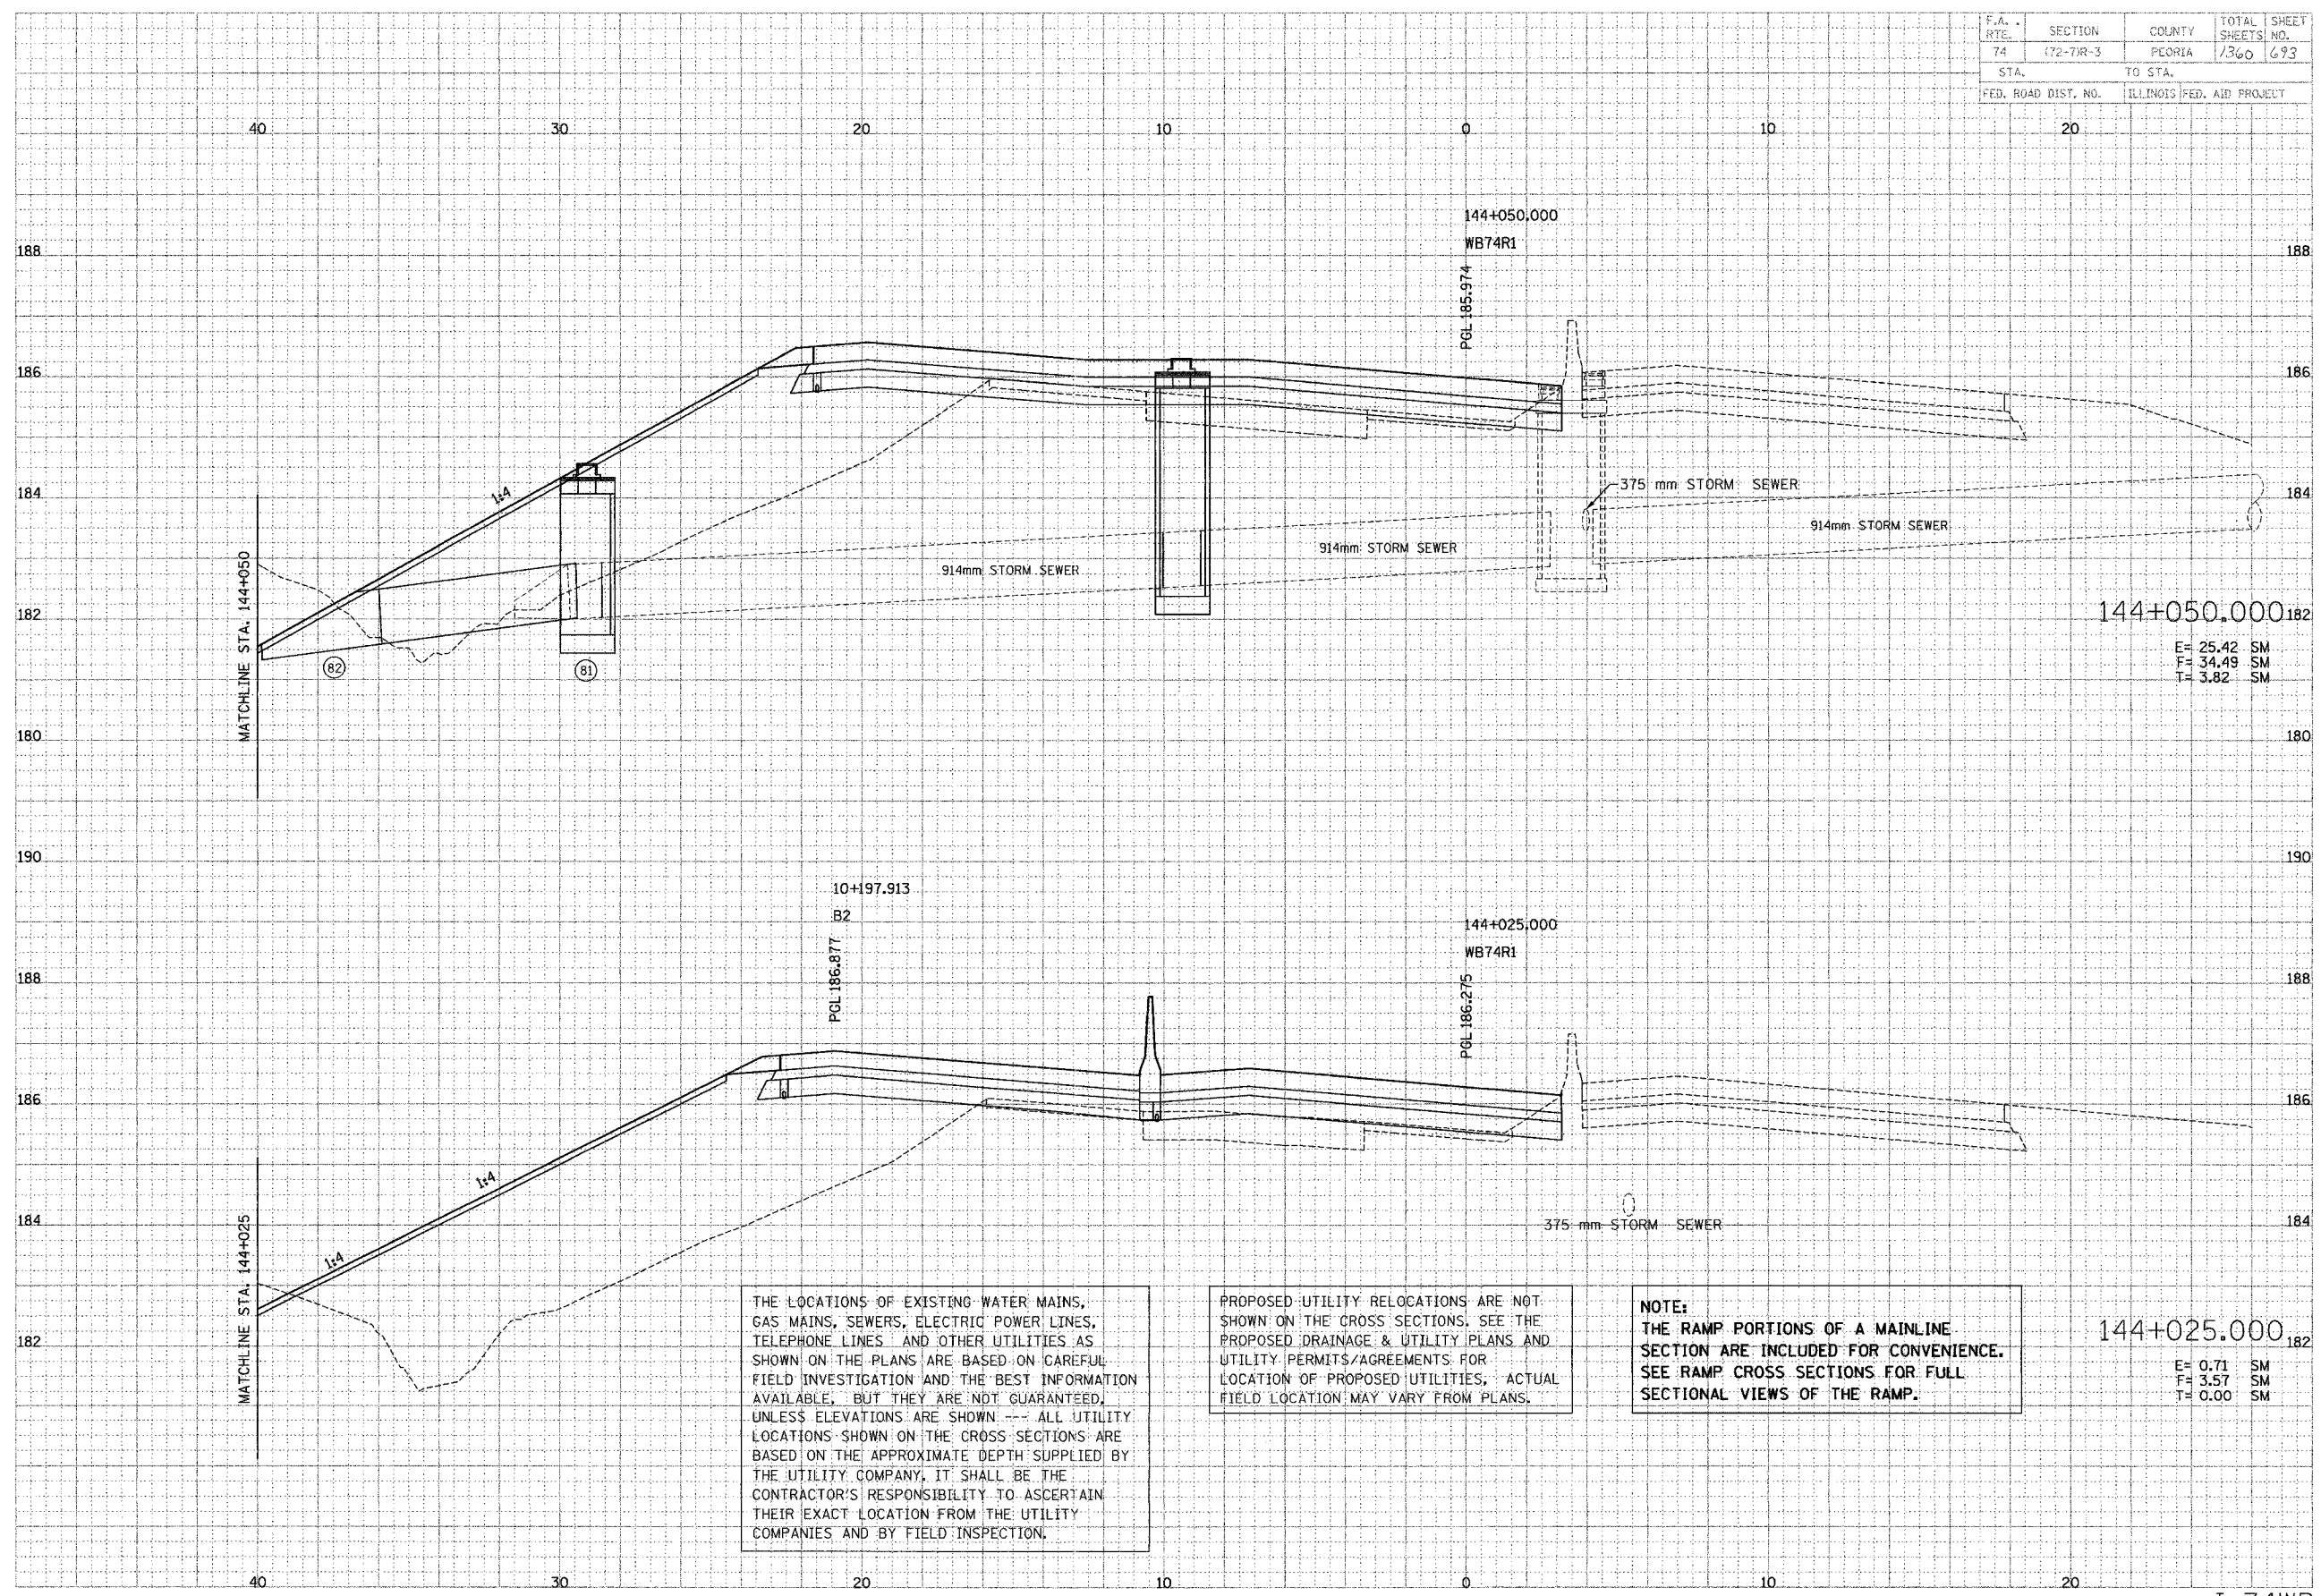 F.A. RTE. SECTION COUNTY TOTAL SHEETS SHEET NO.
74 (72-7)R-3 PEORIA 1360 693
STA. TO STA.
FED. ROAD DIST. NO. ILLINOIS FED. AID PROJECT
40 30 20 10 0 10 20
144+050.000
WB74R1
PGL 185.974
188 188
186 186
184 184
182 182
180 180
1:4
MATCHLINE STA. 144+050
375 mm STORM SEWER
914mm STORM SEWER
914mm STORM SEWER
914mm STORM SEWER
82
81
144+050.000
E= 25.42 SM
F= 34.49 SM
T= 3.82 SM
190 190
10+197.913
B2
PGL 186.877
144+025.000
WB74R1
PGL 186.275
188 188
186 186
184 184
182 182
1:4
1:4
MATCHLINE STA. 144+025
375 mm STORM SEWER
THE LOCATIONS OF EXISTING WATER MAINS,
GAS MAINS, SEWERS, ELECTRIC POWER LINES,
TELEPHONE LINES AND OTHER UTILITIES AS
SHOWN ON THE PLANS ARE BASED ON CAREFUL
FIELD INVESTIGATION AND THE BEST INFORMATION
AVAILABLE, BUT THEY ARE NOT GUARANTEED.
UNLESS ELEVATIONS ARE SHOWN --- ALL UTILITY
LOCATIONS SHOWN ON THE CROSS SECTIONS ARE
BASED ON THE APPROXIMATE DEPTH SUPPLIED BY
THE UTILITY COMPANY. IT SHALL BE THE
CONTRACTOR'S RESPONSIBILITY TO ASCERTAIN
THEIR EXACT LOCATION FROM THE UTILITY
COMPANIES AND BY FIELD INSPECTION.
PROPOSED UTILITY RELOCATIONS ARE NOT
SHOWN ON THE CROSS SECTIONS. SEE THE
PROPOSED DRAINAGE & UTILITY PLANS AND
UTILITY PERMITS/AGREEMENTS FOR
LOCATION OF PROPOSED UTILITIES, ACTUAL
FIELD LOCATION MAY VARY FROM PLANS.
NOTE:
THE RAMP PORTIONS OF A MAINLINE
SECTION ARE INCLUDED FOR CONVENIENCE.
SEE RAMP CROSS SECTIONS FOR FULL
SECTIONAL VIEWS OF THE RAMP.
144+025.000
E= 0.71 SM
F= 3.57 SM
T= 0.00 SM
40 30 20 10 0 10 20